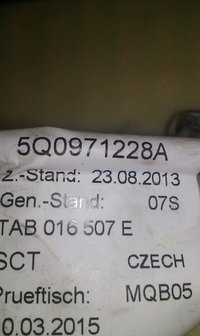 5Q0971228A
Z.-Stand: 23.08.2013
Gen.-Stand: 07S
TAB 016 507 E
SCT CZECH
Prueftisch: MQB05
0.03.2015